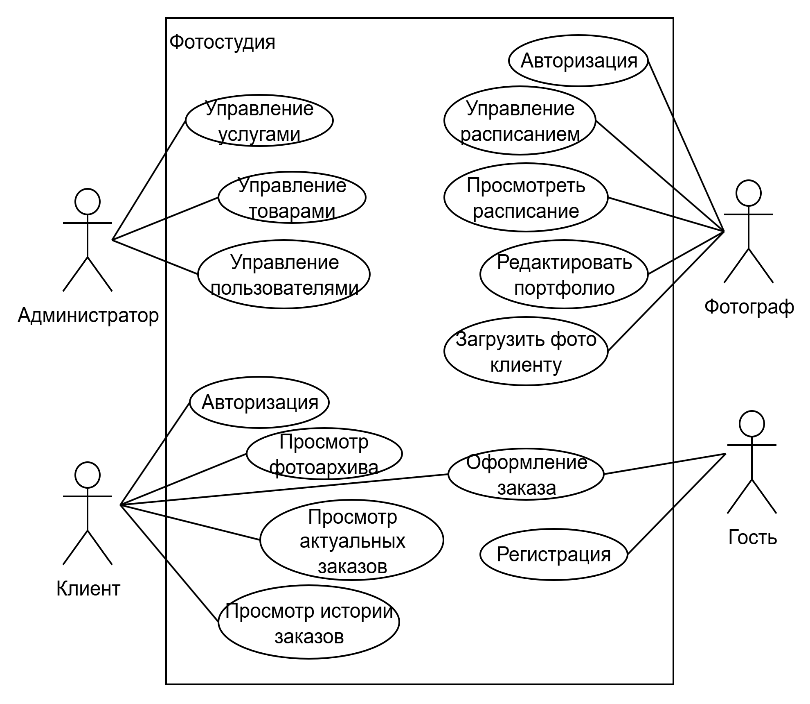 Фотостудия
Авторизация
Управление
услугами
Управление
расписанием
Управление
товарами
Просмотреть
расписание
Управление
пользователями
Редактировать
портфолио
Администратор
Фотограф
Загрузить фото
клиенту
Авторизация
Просмотр
фотоархива
Оформление
заказа
Просмотр
актуальных
заказов
Регистрация
Гость
Клиент
Просмотр истории
заказов